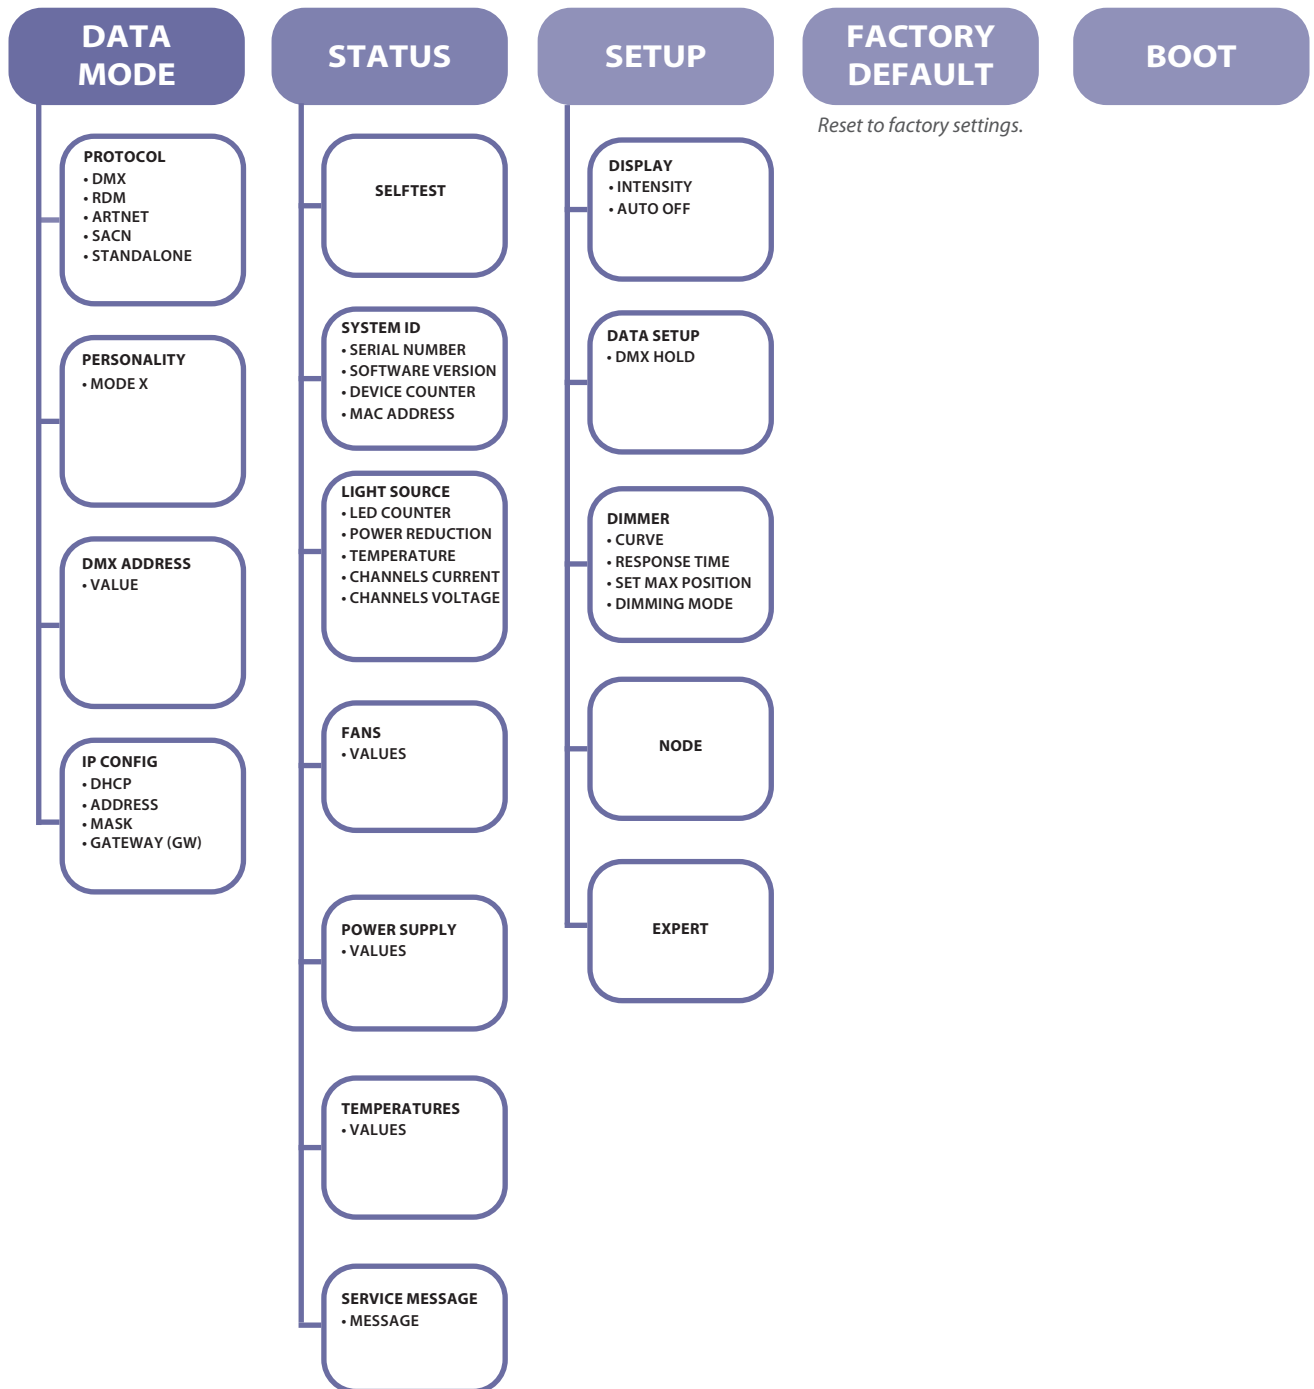 DATA
MODE
PROTOCOL
• DMX
• RDM
• ARTNET
• SACN
• STANDALONE
PERSONALITY
• MODE X
DMX ADDRESS
• VALUE
IP CONFIG
• DHCP
• ADDRESS
• MASK
• GATEWAY (GW)
STATUS
SELFTEST
SYSTEM ID
• SERIAL NUMBER
• SOFTWARE VERSION
• DEVICE COUNTER
• MAC ADDRESS
LIGHT SOURCE
• LED COUNTER
• POWER REDUCTION
• TEMPERATURE
• CHANNELS CURRENT
• CHANNELS VOLTAGE
FANS
• VALUES
POWER SUPPLY
• VALUES
TEMPERATURES
• VALUES
SERVICE MESSAGE
• MESSAGE
SETUP
DISPLAY
• INTENSITY
• AUTO OFF
DATA SETUP
• DMX HOLD
DIMMER
• CURVE
• RESPONSE TIME
• SET MAX POSITION
• DIMMING MODE
NODE
EXPERT
FACTORY
DEFAULT
Reset to factory settings.
BOOT